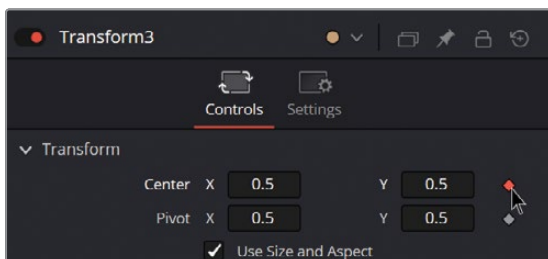 Transform3
Controls Settings
Transform
Center X 0.5 Y 0.5
Pivot X 0.5 Y 0.5
Use Size and Aspect